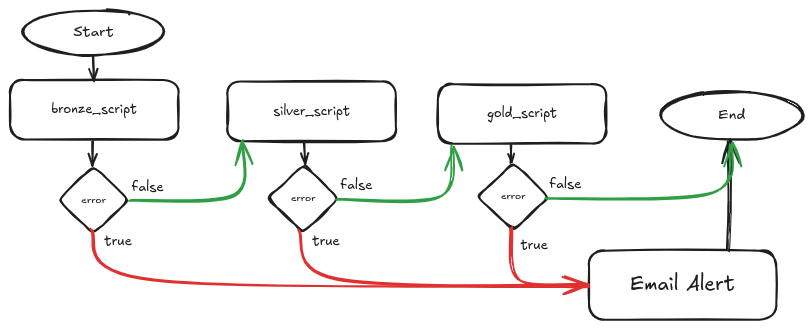 Start
bronze_script
silver_script
gold_script
End
error
false
error
false
error
false
true
true
true
Email Alert